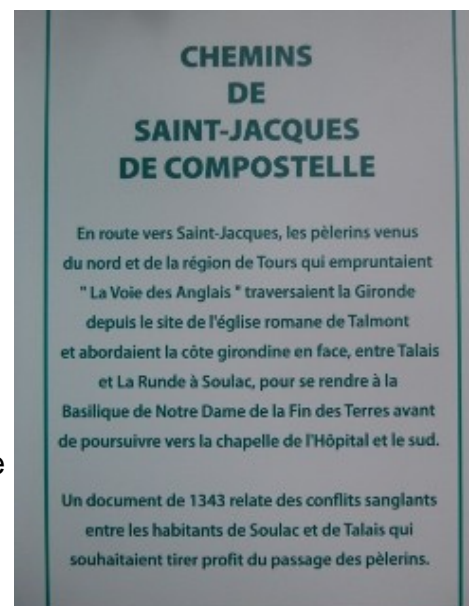 CHEMINS
DE
SAINT-JACQUES
DE COMPOSTELLE
En route vers Saint-Jacques, les pèlerins venus
du nord et de la région de Tours qui empruntaient
" La Voie des Anglais " traversaient la Gironde
depuis le site de l'église romane de Talmont
et abordaient la côte girondine en face, entre Talais
et La Runde à Soulac, pour se rendre à la
Basilique de Notre Dame de la Fin des Terres avant
de poursuivre vers la chapelle de l'Hôpital et le sud.
e
Un document de 1343 relate des conflits sanglants
entre les habitants de Soulac et de Talais qui
souhaitaient tirer profit du passage des pèlerins.